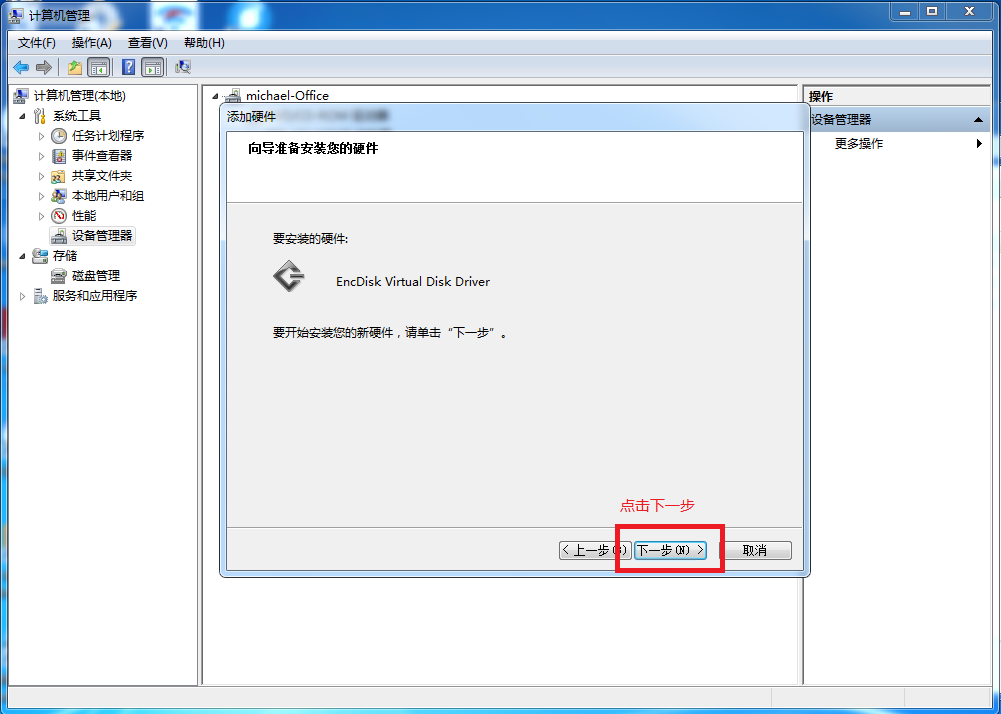 计算机管理
文件(F) 操作(A) 查看(V) 帮助(H)
计算机管理(本地)
系统工具
任务计划程序
事件查看器
共享文件夹
本地用户和组
性能
设备管理器
存储
磁盘管理
服务和应用程序
michael-Office
添加硬件
向导准备安装您的硬件
要安装的硬件:
EncDisk Virtual Disk Driver
要开始安装您的新硬件，请单击“下一步”。
点击下一步
< 上一步 下一步(N) > 取消
操作
设备管理器
更多操作